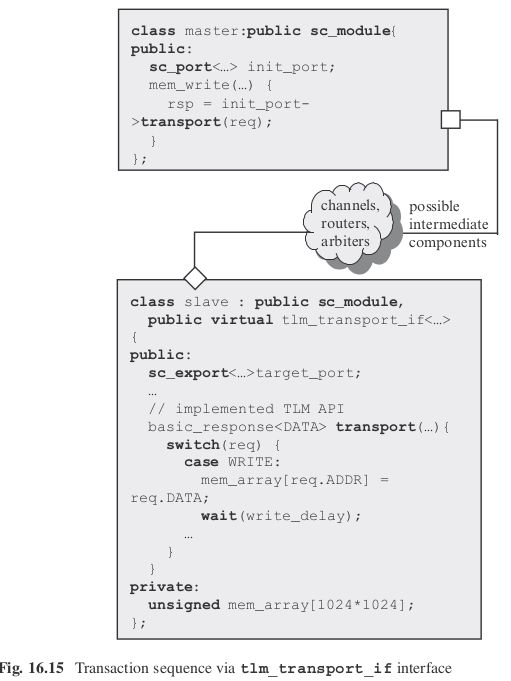 class master:public sc_module{
public:
sc_port<…> init_port;
mem_write(…) {
rsp = init_port-
>transport(req);
}
};
channels,
routers,
arbiters
possible
intermediate
components
class slave : public sc_module,
public virtual tlm_transport_if<…>
{
public:
sc_export<…>target_port;
…
// implemented TLM API
basic_response<DATA> transport(…){
switch(req) {
case WRITE:
mem_array[req.ADDR] =
req.DATA;
wait(write_delay);
…
}
}
private:
unsigned mem_array[1024*1024];
};
Fig. 16.15 Transaction sequence via tlm_transport_if interface